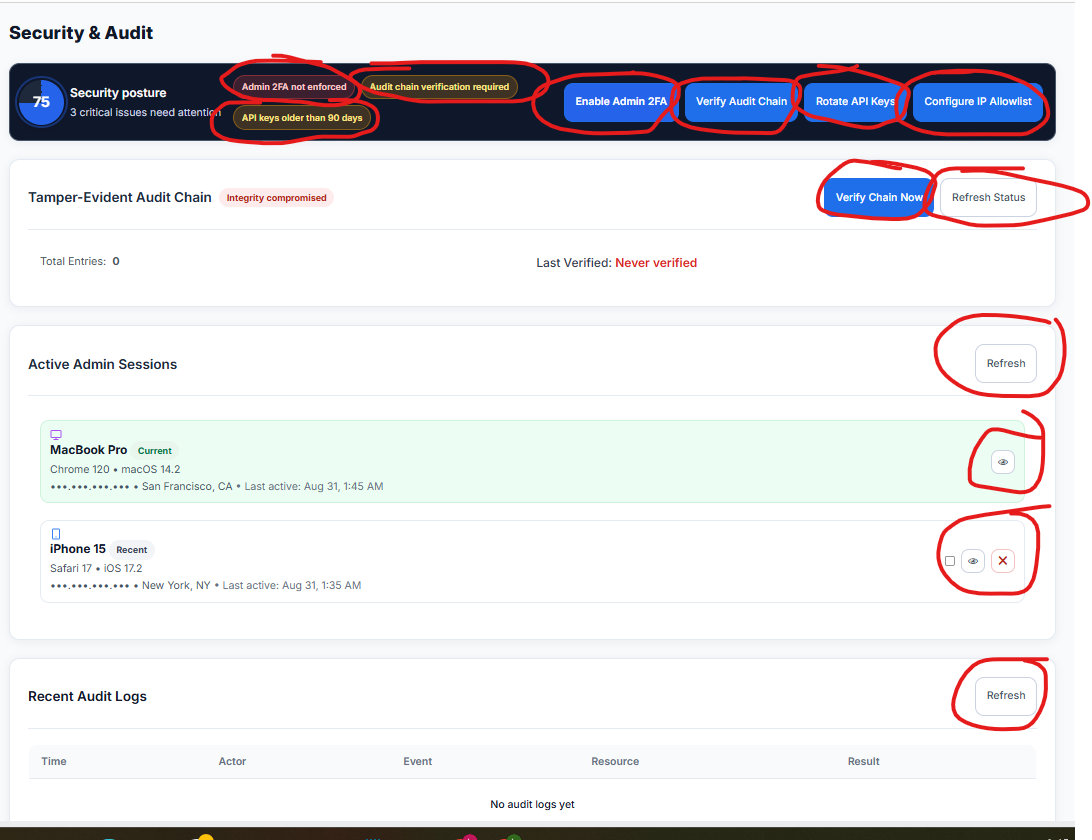 Security & Audit
75
Security posture
3 critical issues need attention
Admin 2FA not enforced
Audit chain verification required
API keys older than 90 days
Enable Admin 2FA
Verify Audit Chain
Rotate API Keys
Configure IP Allowlist
Tamper-Evident Audit Chain Integrity compromised
Verify Chain Now
Refresh Status
Total Entries: 0
Last Verified: Never verified
Active Admin Sessions
Refresh
MacBook Pro Current
Chrome 120 • macOS 14.2
•••.•••.•••.••• • San Francisco, CA • Last active: Aug 31, 1:45 AM
iPhone 15 Recent
Safari 17 • iOS 17.2
•••.•••.•••.••• • New York, NY • Last active: Aug 31, 1:35 AM
Recent Audit Logs
Refresh
Time Actor Event Resource Result
No audit logs yet